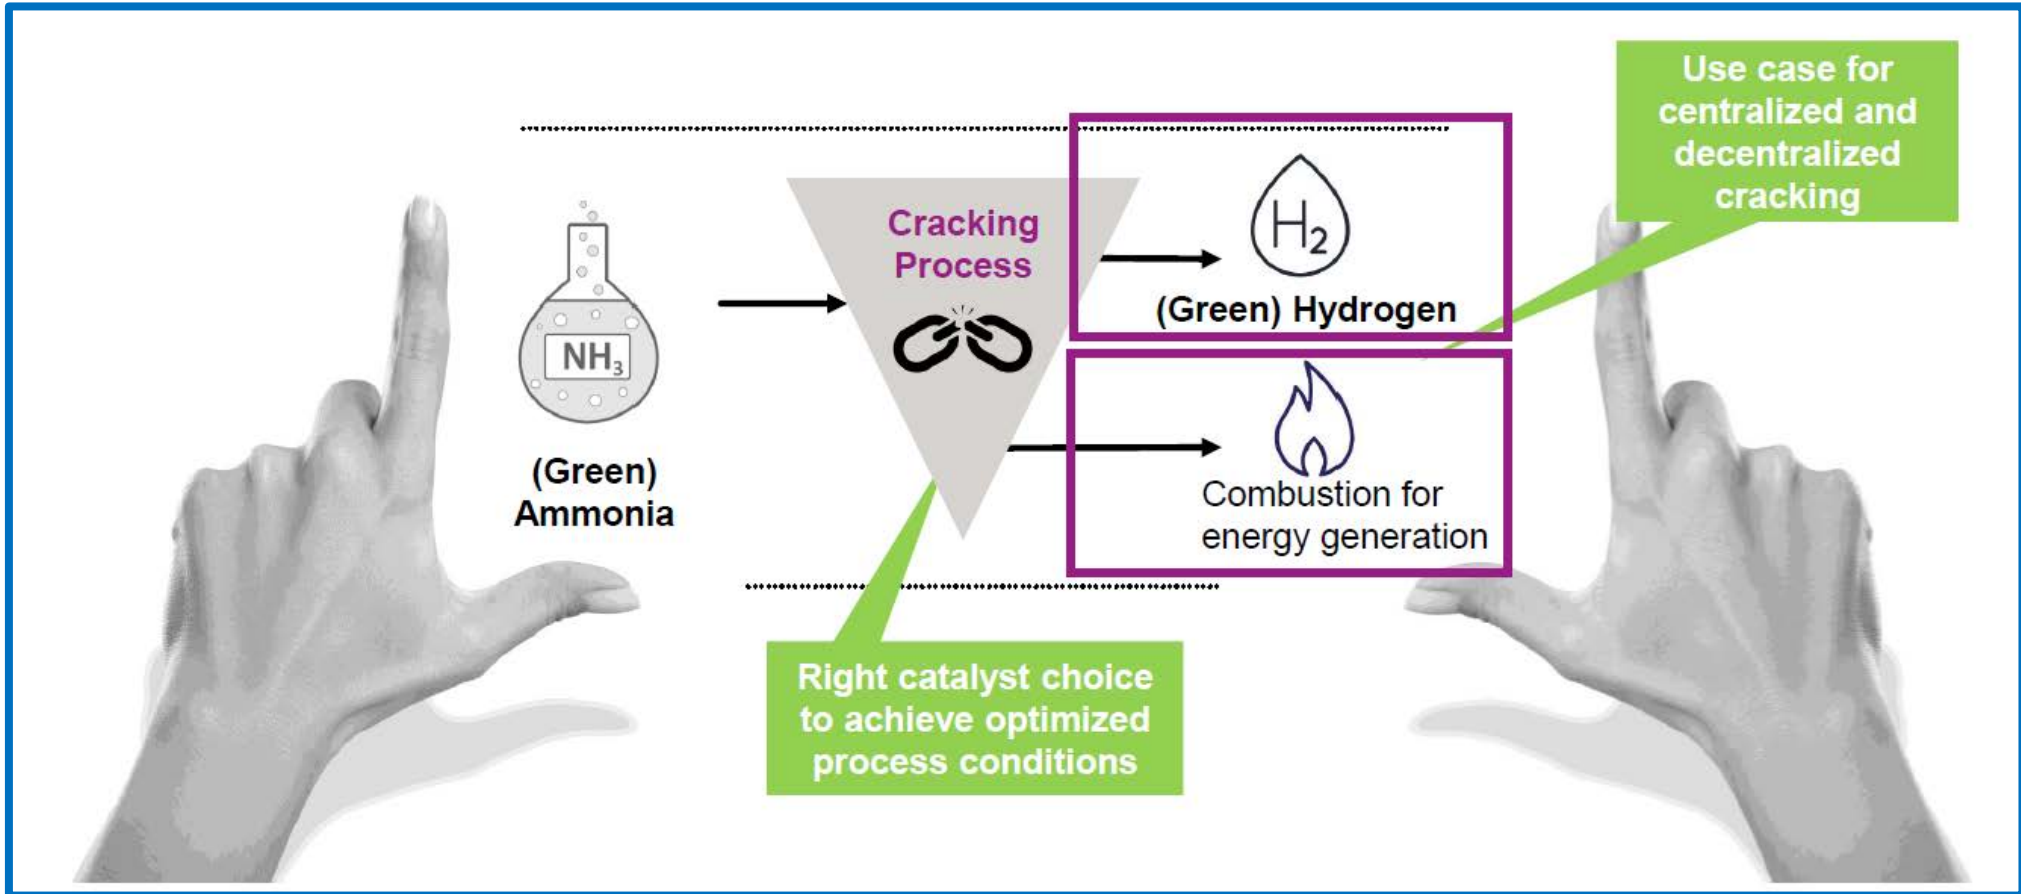 Use case for
centralized and
decentralized
cracking
Cracking
Process
H₂
(Green) Hydrogen
NH₃
(Green)
Ammonia
Combustion for
energy generation
Right catalyst choice
to achieve optimized
process conditions